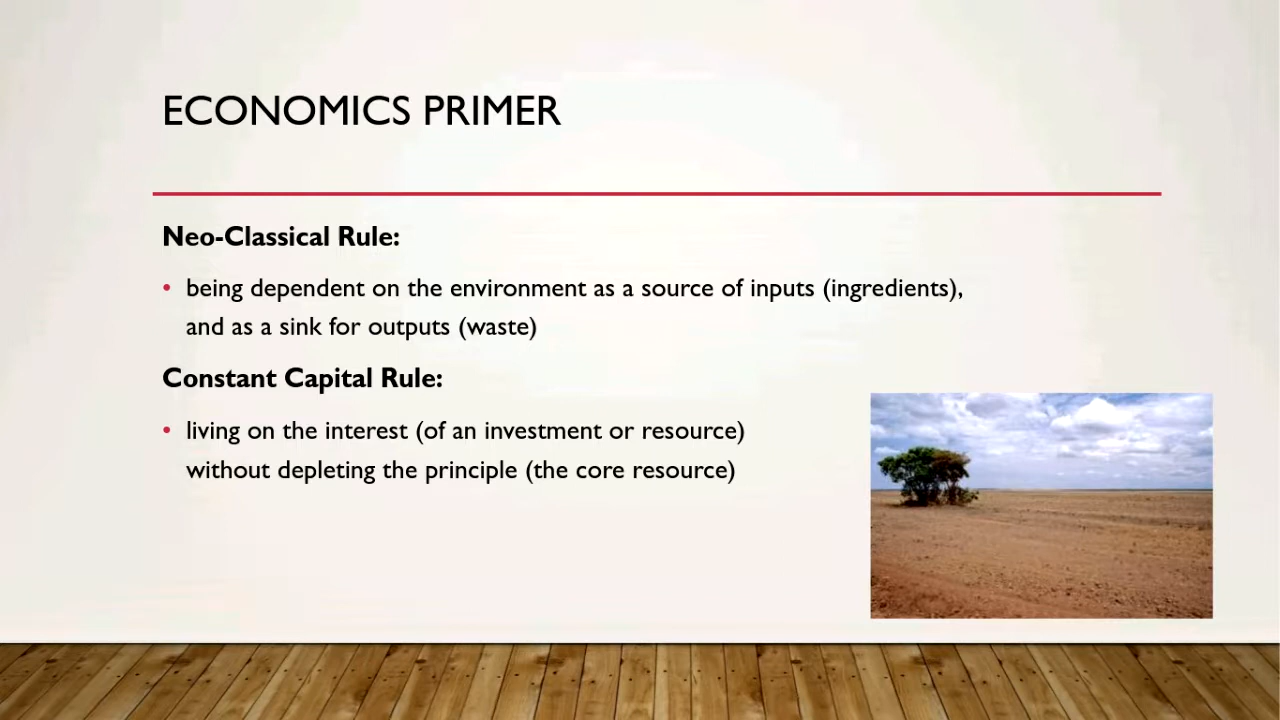 ECONOMICS PRIMER
Neo-Classical Rule:
• being dependent on the environment as a source of inputs (ingredients),
and as a sink for outputs (waste)
Constant Capital Rule:
• living on the interest (of an investment or resource)
without depleting the principle (the core resource)